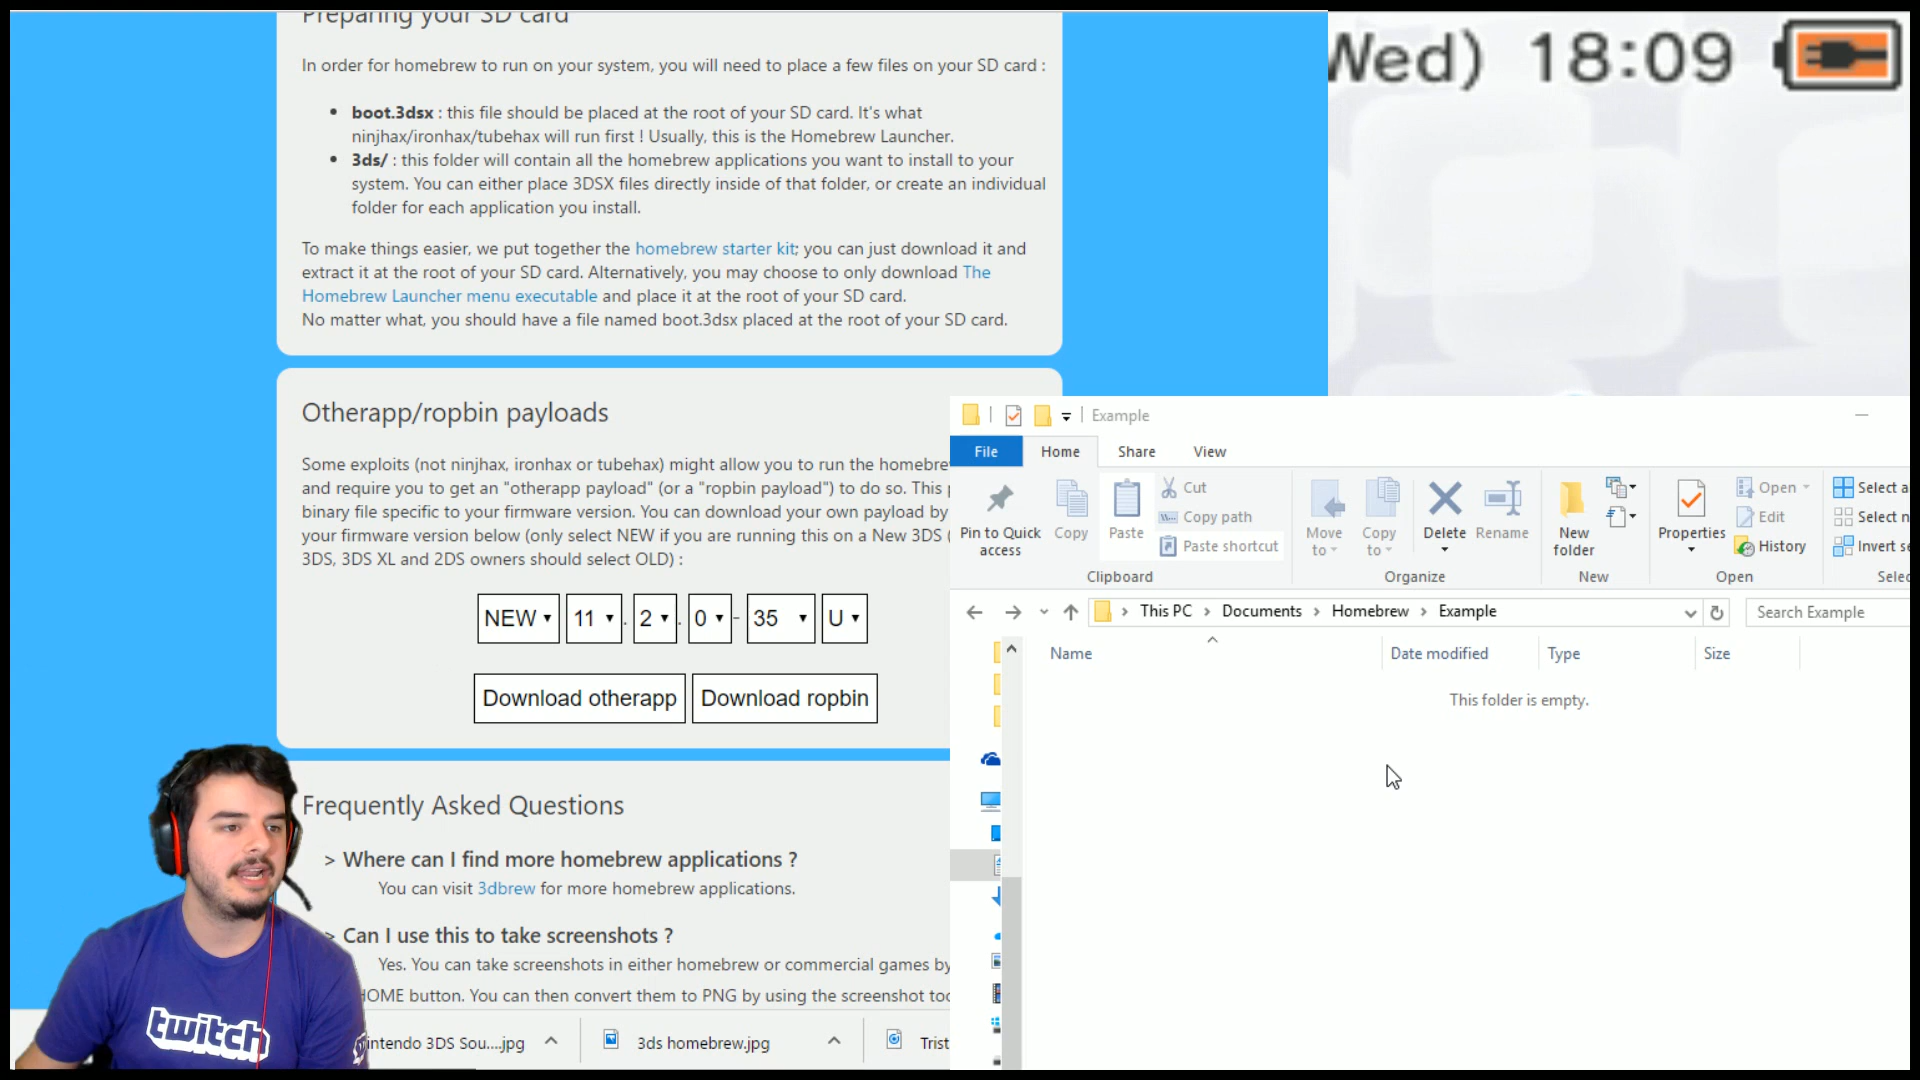 Preparing your SD card
In order for homebrew to run on your system, you will need to place a few files on your SD card :
boot.3dsx : this file should be placed at the root of your SD card. It's what
ninjhax/ironhax/tubehax will run first ! Usually, this is the Homebrew Launcher.
3ds/ : this folder will contain all the homebrew applications you want to install to your
system. You can either place 3DSX files directly inside of that folder, or create an individual
folder for each application you install.
To make things easier, we put together the homebrew starter kit; you can just download it and
extract it at the root of your SD card. Alternatively, you may choose to only download The
Homebrew Launcher menu executable and place it at the root of your SD card.
No matter what, you should have a file named boot.3dsx placed at the root of your SD card.
Otherapp/ropbin payloads
Some exploits (not ninjhax, ironhax or tubehax) might allow you to run the homebre
and require you to get an "otherapp payload" (or a "ropbin payload") to do so. This
binary file specific to your firmware version. You can download your own payload by
your firmware version below (only select NEW if you are running this on a New 3DS (
3DS, 3DS XL and 2DS owners should select OLD) :
NEW 11 . 2 . 0 - 35 U
Download otherapp Download ropbin
Frequently Asked Questions
> Where can I find more homebrew applications ?
You can visit 3dbrew for more homebrew applications.
> Can I use this to take screenshots ?
Yes. You can take screenshots in either homebrew or commercial games by
HOME button. You can then convert them to PNG by using the screenshot too
intendo 3DS Sou....jpg 3ds homebrew.jpg Trist
twitch
Wed) 18:09
Example
File Home Share View
Pin to Quick access
Copy
Paste
Cut
Copy path
Paste shortcut
Clipboard
Move to
Copy to
Delete
Rename
Organize
New folder
New
Properties
Open
Edit
History
Open
Select a
Select n
Invert se
Selec
This PC > Documents > Homebrew > Example
Search Example
Name Date modified Type Size
This folder is empty.